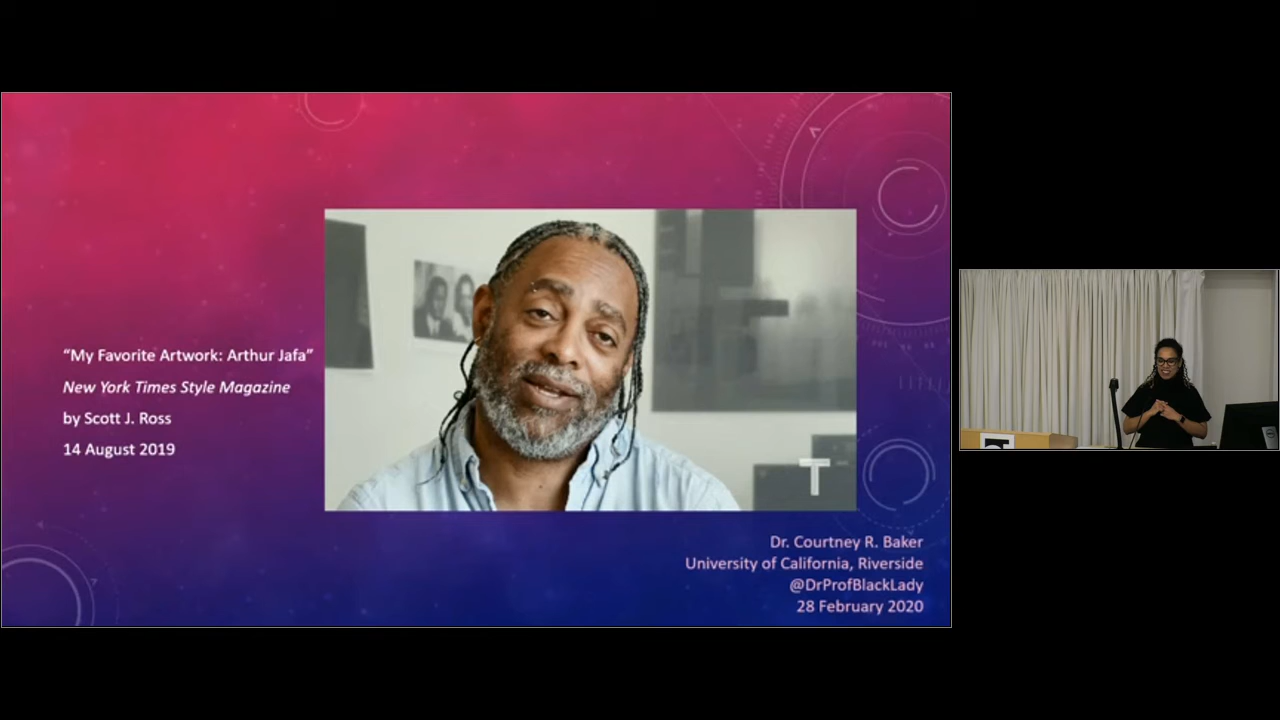 “My Favorite Artwork: Arthur Jafa”
New York Times Style Magazine
by Scott J. Ross
14 August 2019
T
Dr. Courtney R. Baker
University of California, Riverside
@DrProfBlackLady
28 February 2020